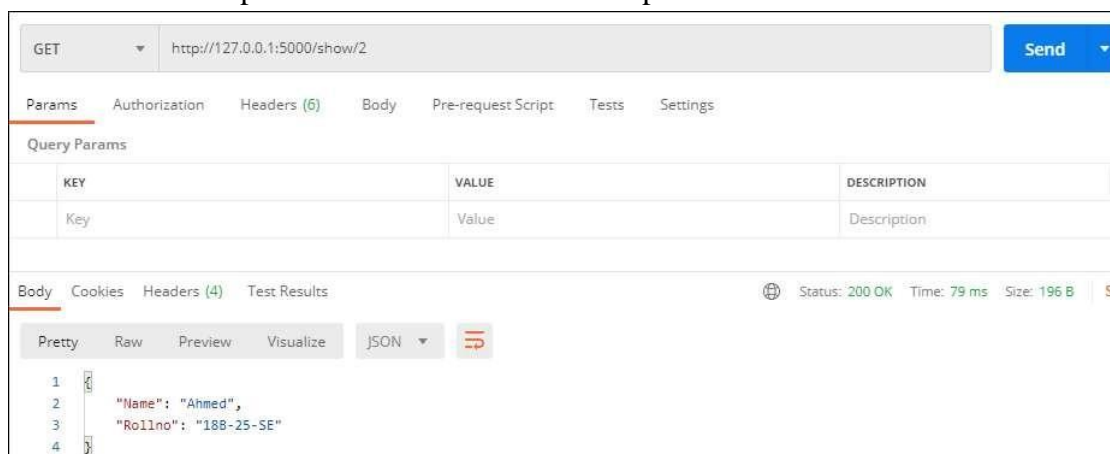 GET http://127.0.0.1:5000/show/2 Send
Params Authorization Headers (6) Body Pre-request Script Tests Settings
Query Params
KEY VALUE DESCRIPTION
Key Value Description
Body Cookies Headers (4) Test Results Status: 200 OK Time: 79 ms Size: 196 B
Pretty Raw Preview Visualize JSON
1 {
2 "Name": "Ahmed",
3 "Rollno": "18B-25-SE"
4 }